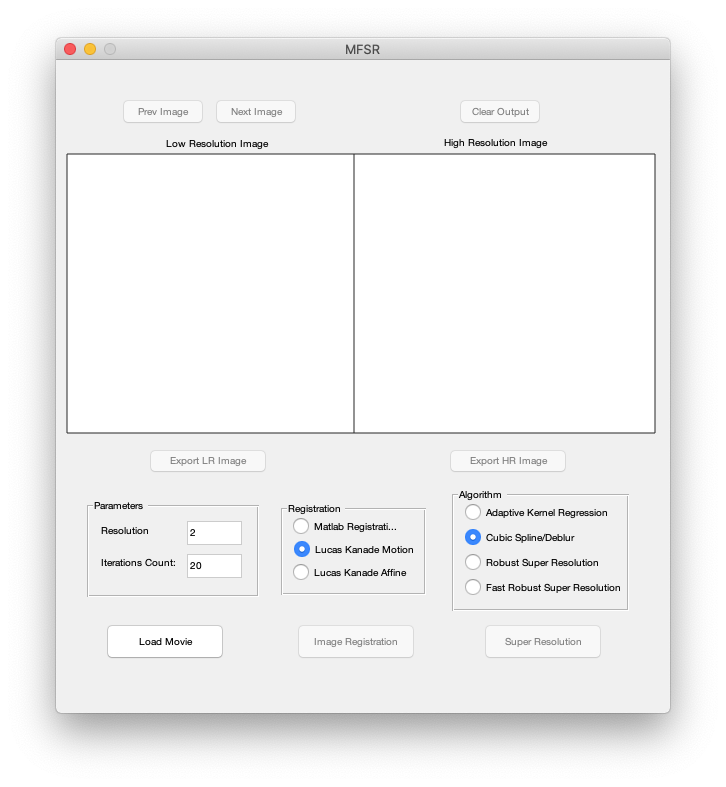 MFSR
Prev Image
Next Image
Clear Output
Low Resolution Image
High Resolution Image
Export LR Image
Export HR Image
Parameters
Resolution
2
Iterations Count:
20
Registration
Matlab Registrati...
Lucas Kanade Motion
Lucas Kanade Affine
Algorithm
Adaptive Kernel Regression
Cubic Spline/Deblur
Robust Super Resolution
Fast Robust Super Resolution
Load Movie
Image Registration
Super Resolution